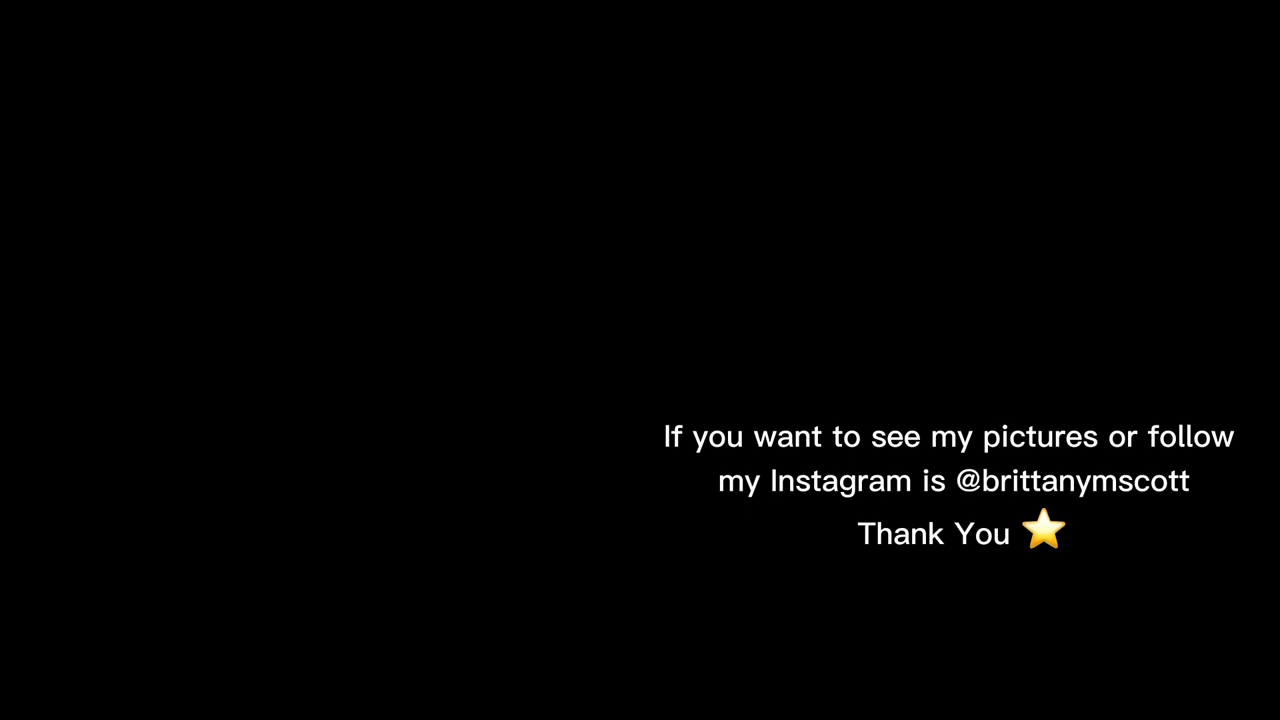 If you want to see my pictures or follow
my Instagram is @brittanymscott
Thank You ⭐